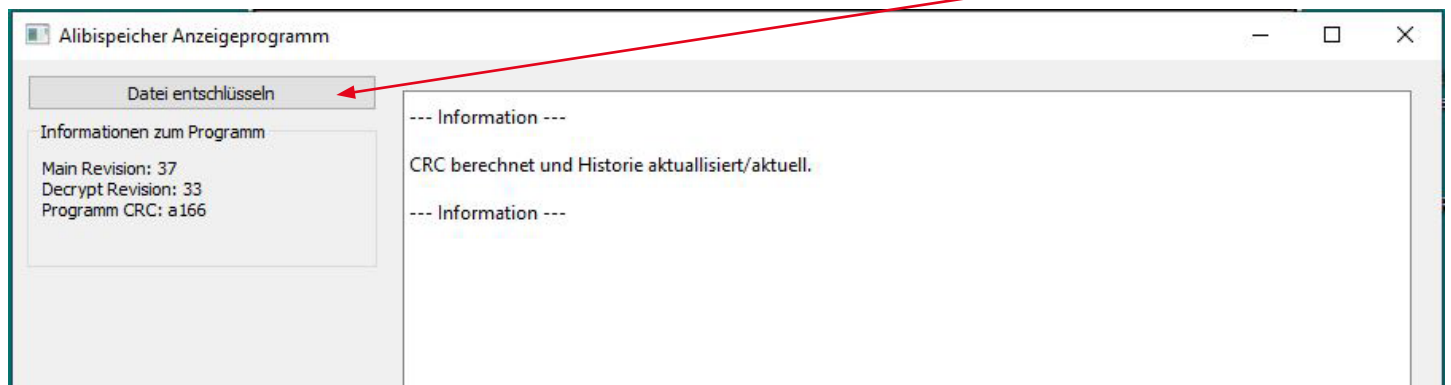 Alibispeicher Anzeigeprogramm
Datei entschlüsseln
Informationen zum Programm
Main Revision: 37
Decrypt Revision: 33
Programm CRC: a166
--- Information ---
CRC berechnet und Historie aktuallisiert/aktuell.
--- Information ---